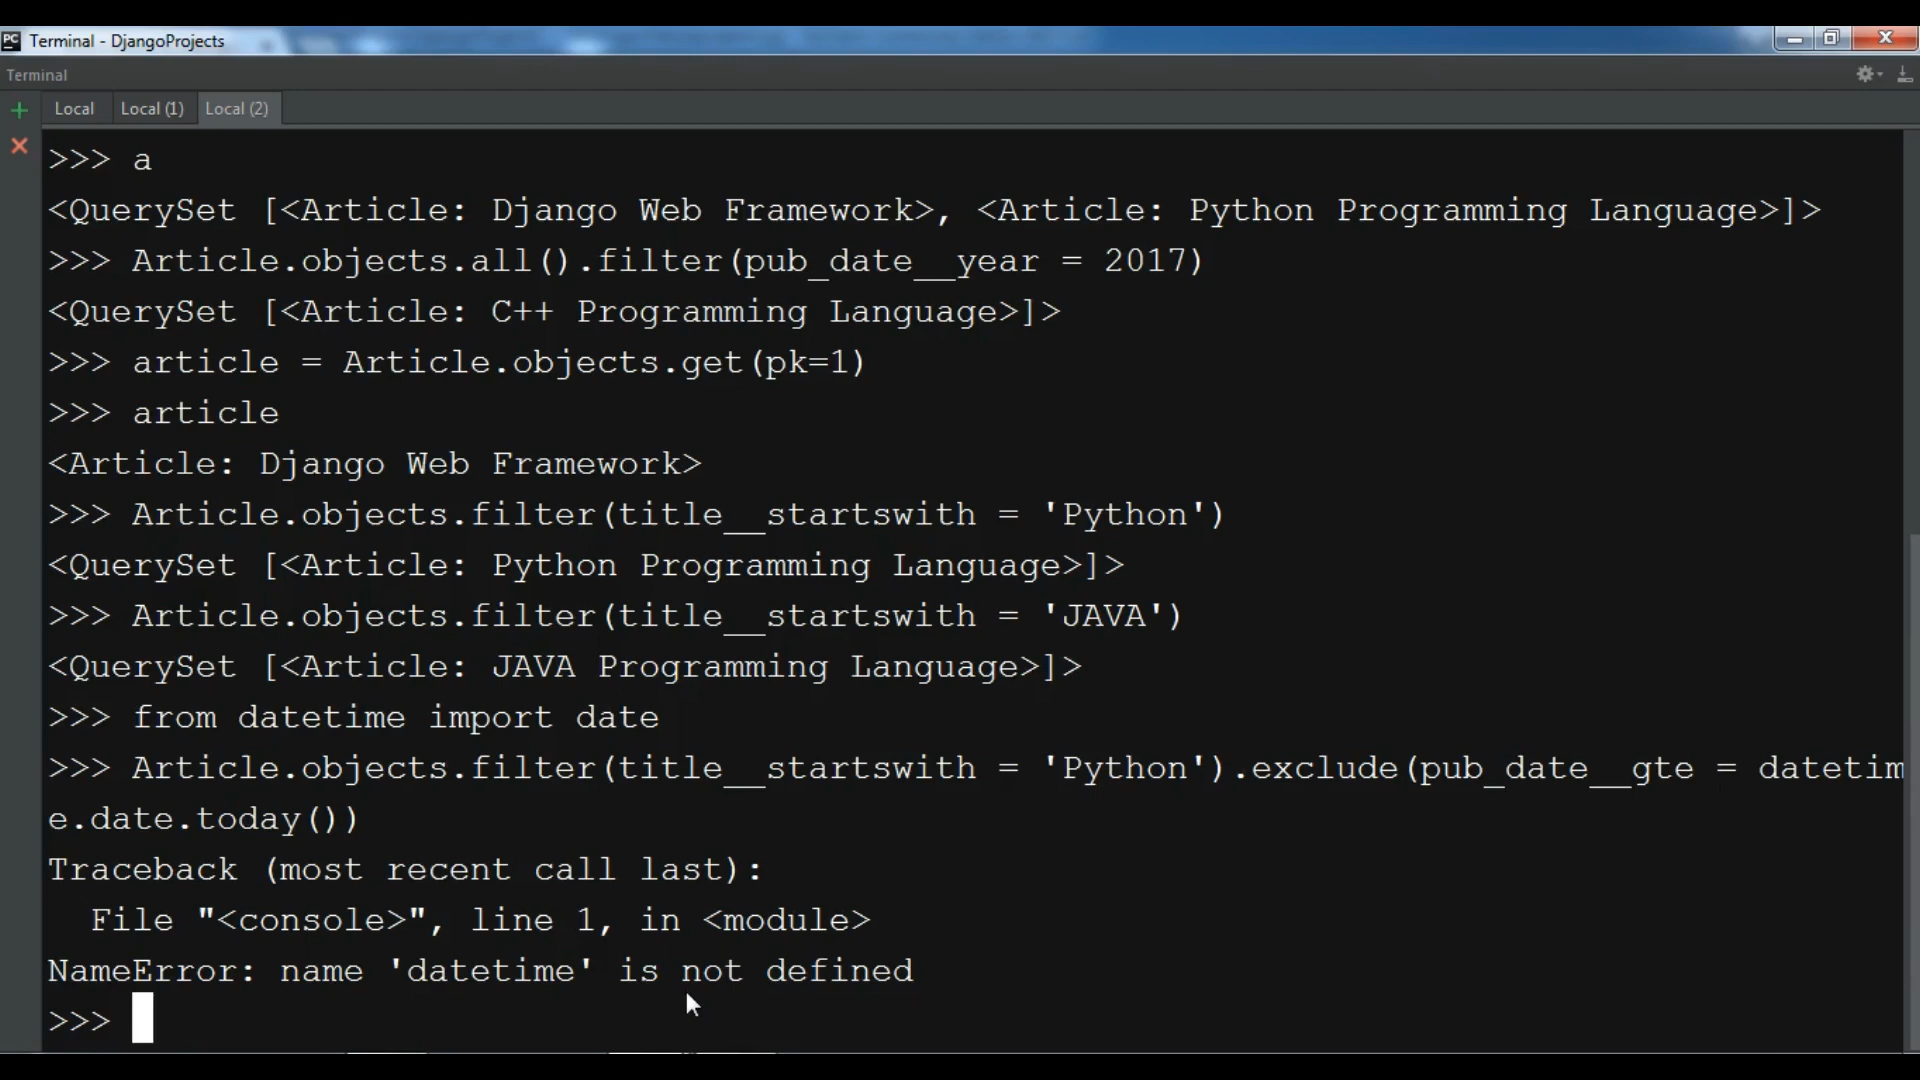 PC Terminal - DjangoProjects
Terminal
Local Local (1) Local (2)
>>> a
<QuerySet [<Article: Django Web Framework>, <Article: Python Programming Language>]>
>>> Article.objects.all().filter(pub_date__year = 2017)
<QuerySet [<Article: C++ Programming Language>]>
>>> article = Article.objects.get(pk=1)
>>> article
<Article: Django Web Framework>
>>> Article.objects.filter(title__startswith = 'Python')
<QuerySet [<Article: Python Programming Language>]>
>>> Article.objects.filter(title__startswith = 'JAVA')
<QuerySet [<Article: JAVA Programming Language>]>
>>> from datetime import date
>>> Article.objects.filter(title__startswith = 'Python').exclude(pub_date__gte = datetim
e.date.today())
Traceback (most recent call last):
  File "<console>", line 1, in <module>
NameError: name 'datetime' is not defined
>>>